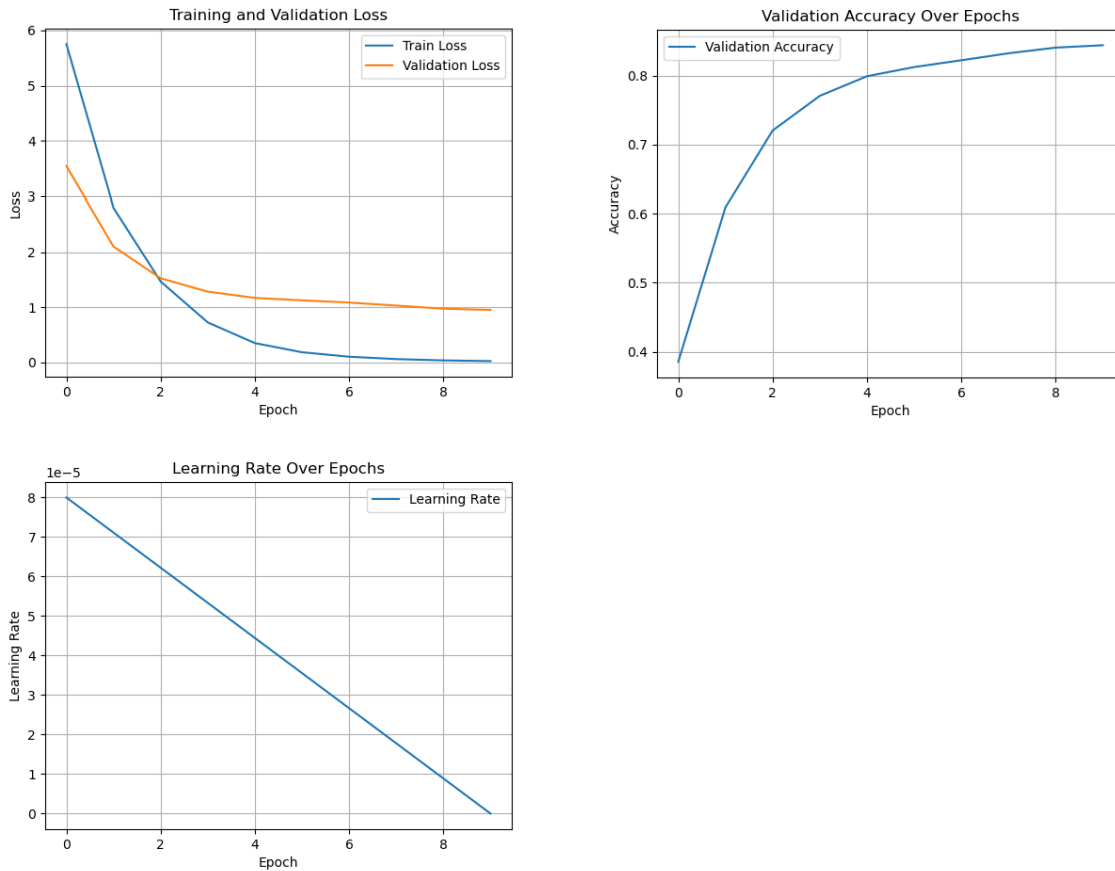 Training and Validation Loss
6
5
4
3
2
1
0
Loss
Train Loss
Validation Loss
0 2 4 6 8
Epoch
Validation Accuracy Over Epochs
0.8
0.7
0.6
0.5
0.4
Accuracy
Validation Accuracy
0 2 4 6 8
Epoch
Learning Rate Over Epochs
1e−5
8
7
6
5
4
3
2
1
0
Learning Rate
Learning Rate
0 2 4 6 8
Epoch